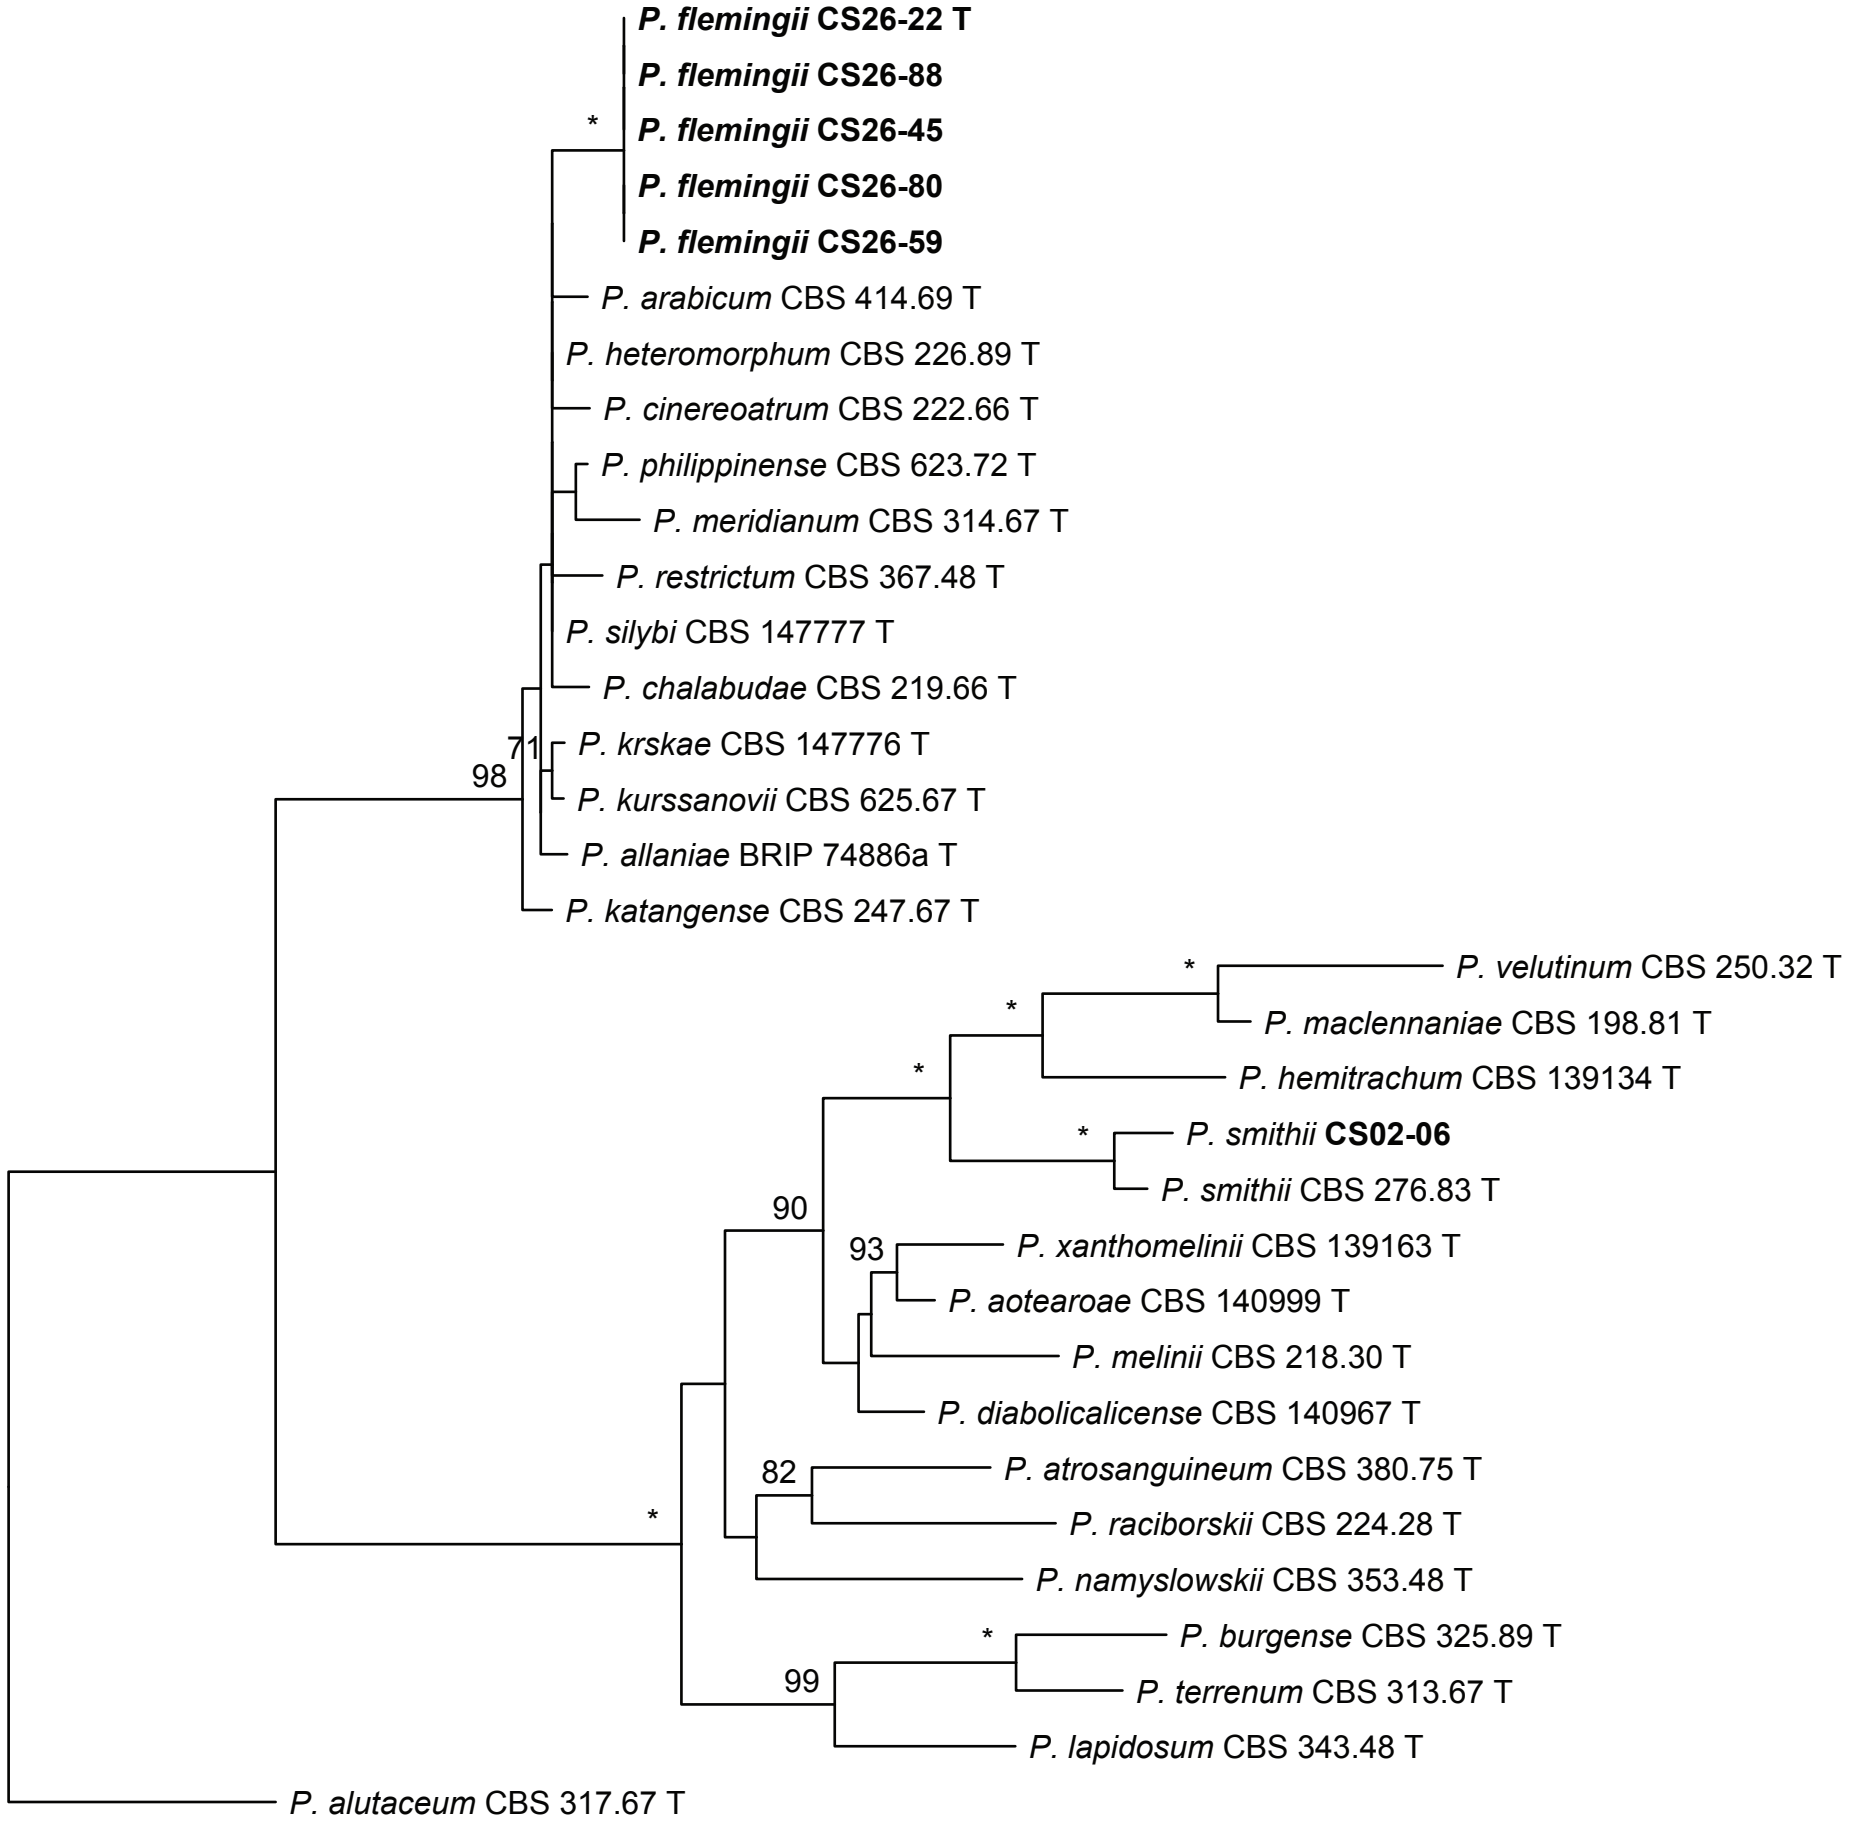 P. flemingii CS26-22 T
P. flemingii CS26-88
*
P. flemingii CS26-45
P. flemingii CS26-80
P. flemingii CS26-59
P. arabicum CBS 414.69 T
P. heteromorphum CBS 226.89 T
P. cinereoatrum CBS 222.66 T
P. philippinense CBS 623.72 T
P. meridianum CBS 314.67 T
P. restrictum CBS 367.48 T
P. silybi CBS 147777 T
P. chalabudae CBS 219.66 T
71
P. krskae CBS 147776 T
98
P. kurssanovii CBS 625.67 T
P. allaniae BRIP 74886a T
P. katangense CBS 247.67 T
*
P. velutinum CBS 250.32 T
*
P. maclennaniae CBS 198.81 T
*
P. hemitrachum CBS 139134 T
*
P. smithii CS02-06
P. smithii CBS 276.83 T
90
93
P. xanthomelinii CBS 139163 T
P. aotearoae CBS 140999 T
P. melinii CBS 218.30 T
P. diabolicalicense CBS 140967 T
82
P. atrosanguineum CBS 380.75 T
*
P. raciborskii CBS 224.28 T
P. namyslowskii CBS 353.48 T
*
P. burgense CBS 325.89 T
99
P. terrenum CBS 313.67 T
P. lapidosum CBS 343.48 T
P. alutaceum CBS 317.67 T